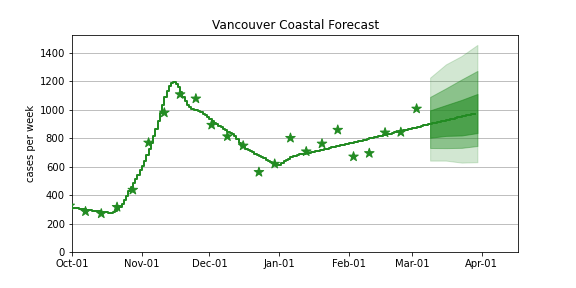 Vancouver Coastal Forecast
cases per week
1400
1200
1000
800
600
400
200
0
Oct-01 Nov-01 Dec-01 Jan-01 Feb-01 Mar-01 Apr-01